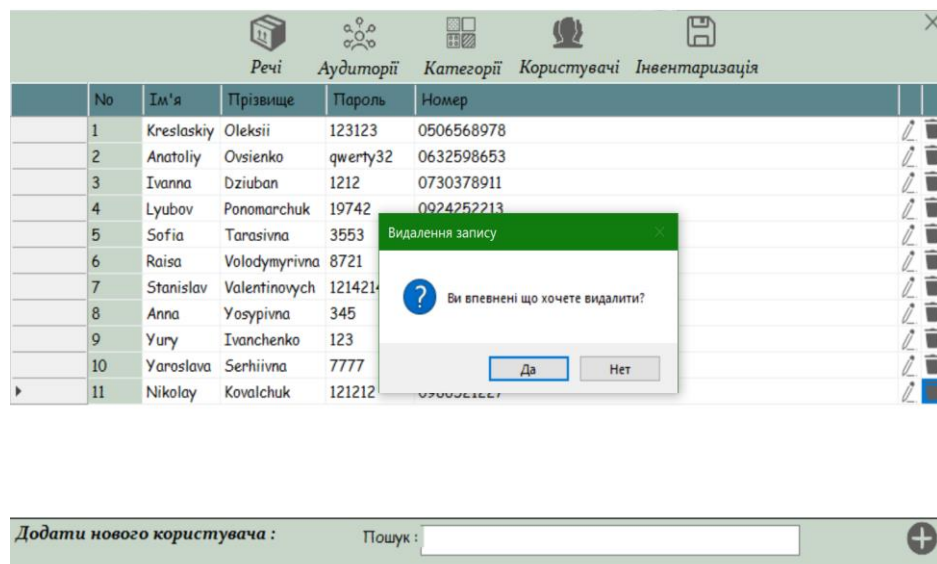 Речі Аудиторії Категорії Користувачі Інвентаризація
No Ім'я Прізвище Пароль Номер
1 Kreslaskiy Oleksii 123123 0506568978
2 Anatoliy Ovsienko qwerty32 0632598653
3 Ivanna Dziuban 1212 0730378911
4 Lyubov Ponomarchuk 19742 0924252213
5 Sofia Tarasivna 3553
6 Raisa Volodymyrivna 8721
7 Stanislav Valentinovych
8 Anna Yosypivna 345
9 Yury Ivanchenko 123
10 Yaroslava Serhiivna 7777
11 Nikolay Kovalchuk 121212
Видалення запису
Ви впевнені що хочете видалити?
Да Нет
Додати нового користувача : Пошук :